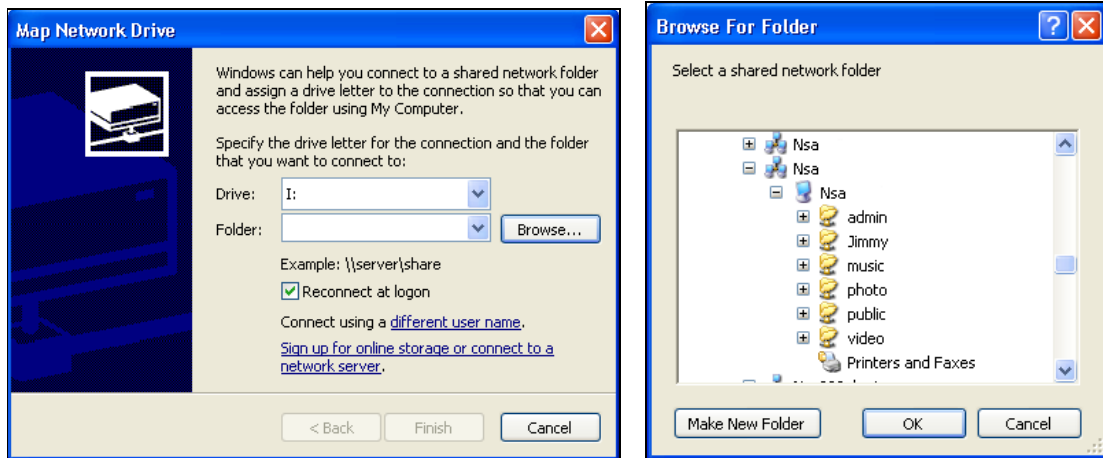 Map Network Drive
Windows can help you connect to a shared network folder
and assign a drive letter to the connection so that you can
access the folder using My Computer.
Specify the drive letter for the connection and the folder
that you want to connect to:
Drive: I:
Folder: Browse...
Example: \\server\share
Reconnect at logon
Connect using a different user name.
Sign up for online storage or connect to a
network server.
< Back Finish Cancel
Browse For Folder
Select a shared network folder
Nsa
Nsa
Nsa
admin
Jimmy
music
photo
public
video
Printers and Faxes
Make New Folder OK Cancel